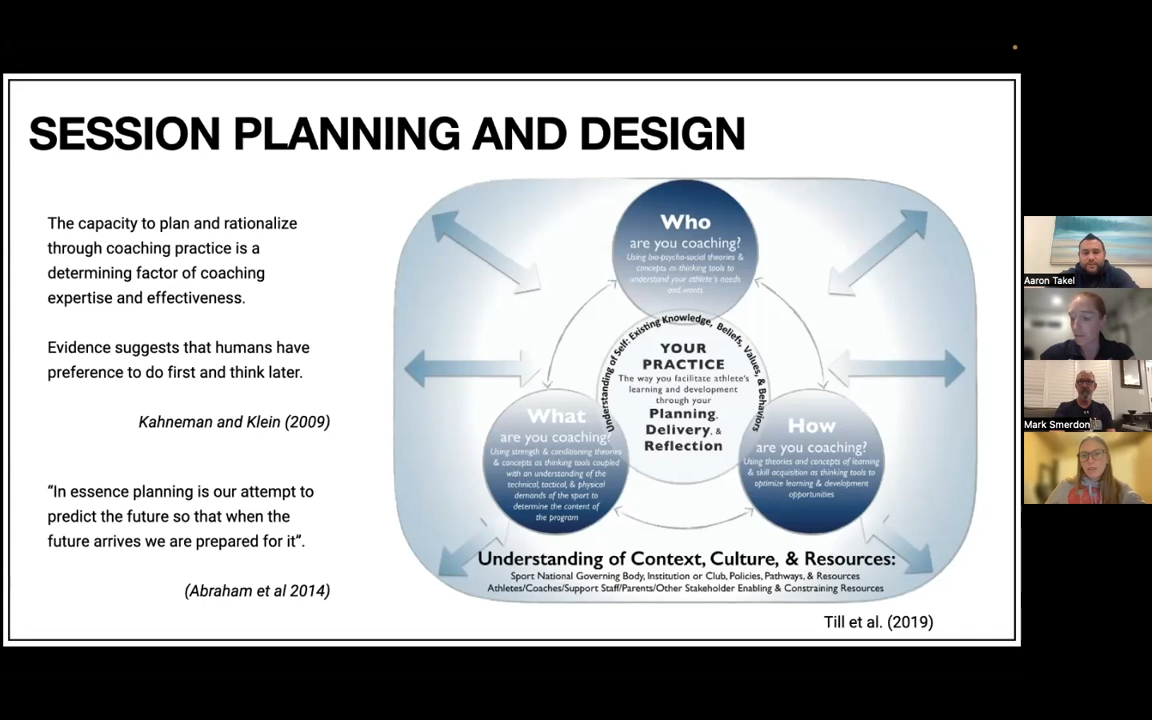 SESSION PLANNING AND DESIGN
The capacity to plan and rationalize
through coaching practice is a
determining factor of coaching
expertise and effectiveness.
Evidence suggests that humans have
preference to do first and think later.
Kahneman and Klein (2009)
“In essence planning is our attempt to
predict the future so that when the
future arrives we are prepared for it”.
(Abraham et al 2014)
Who
are you coaching?
Using bio-psycho-social theories &
concepts as thinking tools to
understand your athlete's needs
and wants
Understanding of Self: Existing Knowledge, Beliefs, Values, & Behaviors
YOUR
PRACTICE
The way you facilitate athlete's
learning and development
through your
Planning,
Delivery, &
Reflection
What
are you coaching?
Using strength & conditioning theories
& concepts as thinking tools coupled
with an understanding of the
technical, tactical, & physical
demands of the sport to
determine the content of
the program
How
are you coaching?
Using theories and concepts of learning
& skill acquisition as thinking tools to
optimize learning & development
opportunities
Understanding of Context, Culture, & Resources:
Sport National Governing Body, Institution or Club, Policies, Pathways, & Resources
Athletes/Coaches/Support Staff/Parents/Other Stakeholder Enabling & Constraining Resources
Till et al. (2019)
Aaron Takel
Mark Smerdon